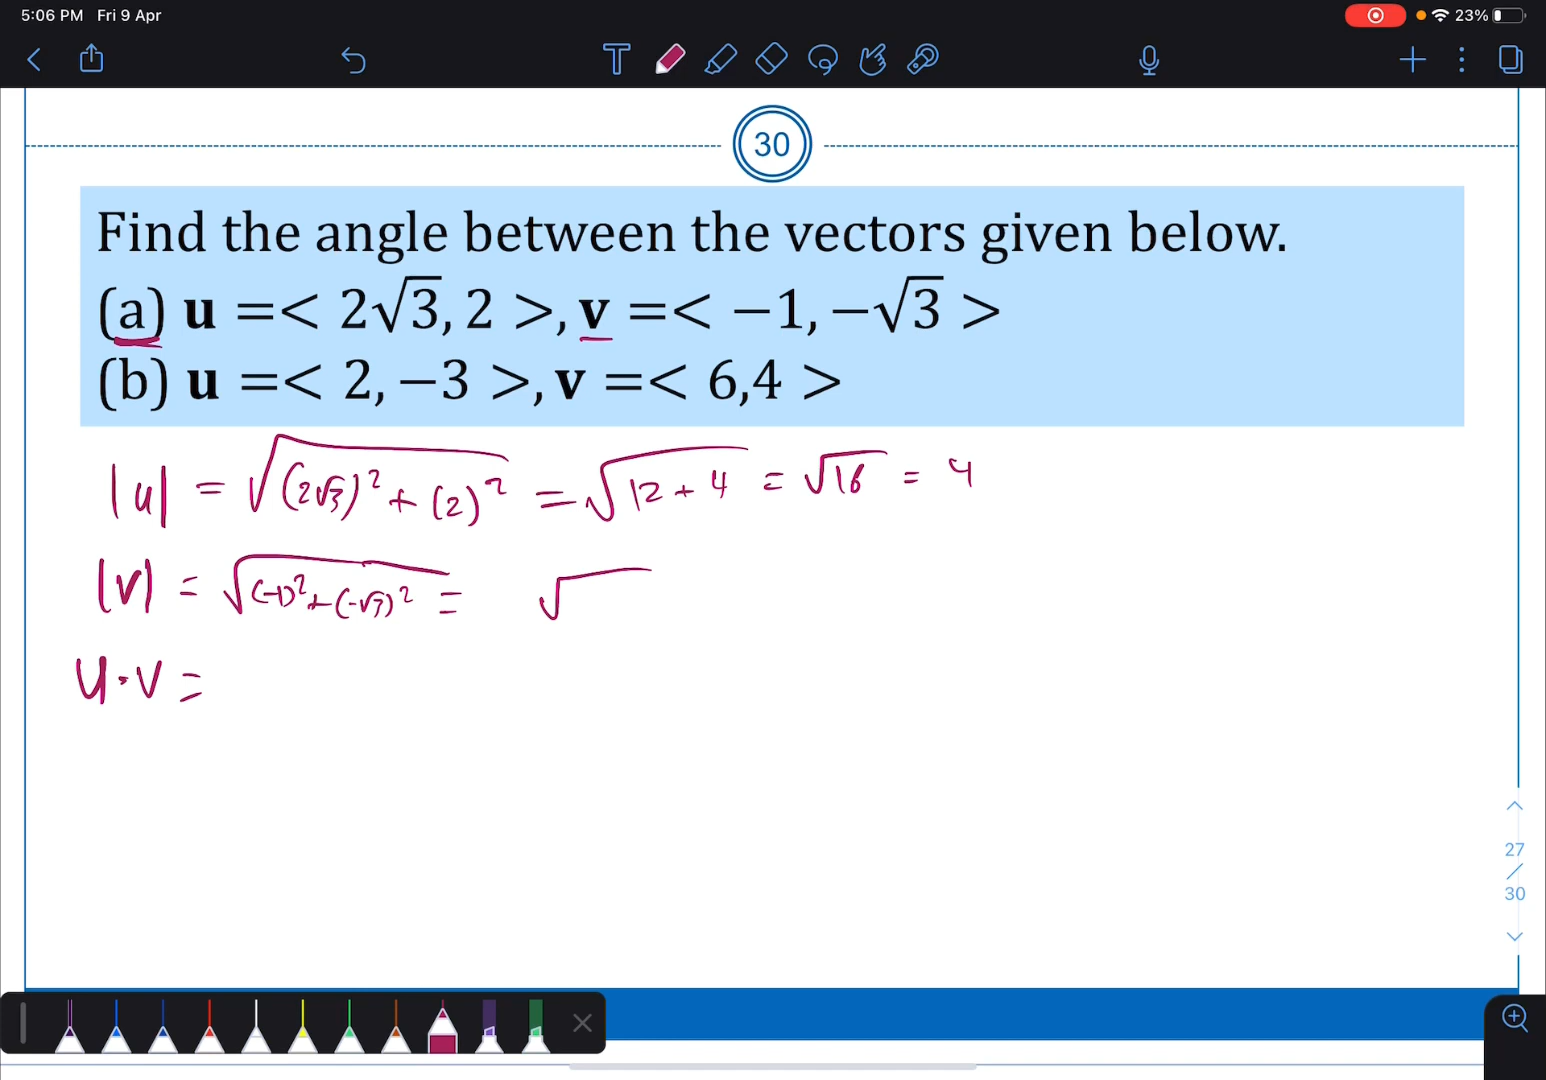 5:06 PM Fri 9 Apr 23%
30
Find the angle between the vectors given below.
(a) u =< 2√3, 2 >, v =< −1, −√3 >
(b) u =< 2, −3 >, v =< 6,4 >
|u| = √((2√3)² + (2)²) = √(12 + 4) = √16 = 4
|v| = √((-1)² + (-√3)²) = √
u·v =
27
/
30